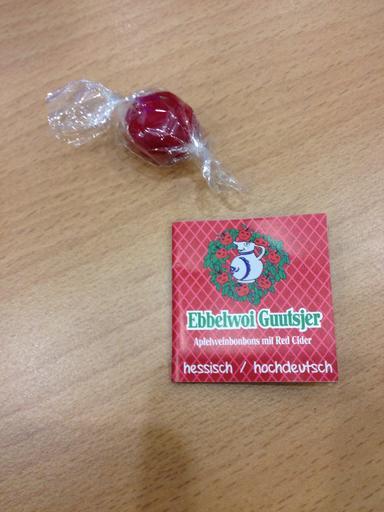 Ebbelwoi Guutsjer
Apfelweinbonbons mit Red Cider
hessisch / hochdeutsch